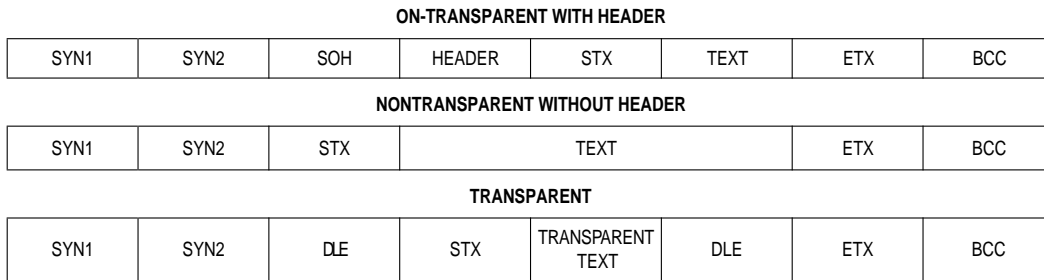 ON-TRANSPARENT WITH HEADER
SYN1 SYN2 SOH HEADER STX TEXT ETX BCC
NONTRANSPARENT WITHOUT HEADER
SYN1 SYN2 STX TEXT ETX BCC
TRANSPARENT
SYN1 SYN2 DLE STX TRANSPARENT TEXT DLE ETX BCC